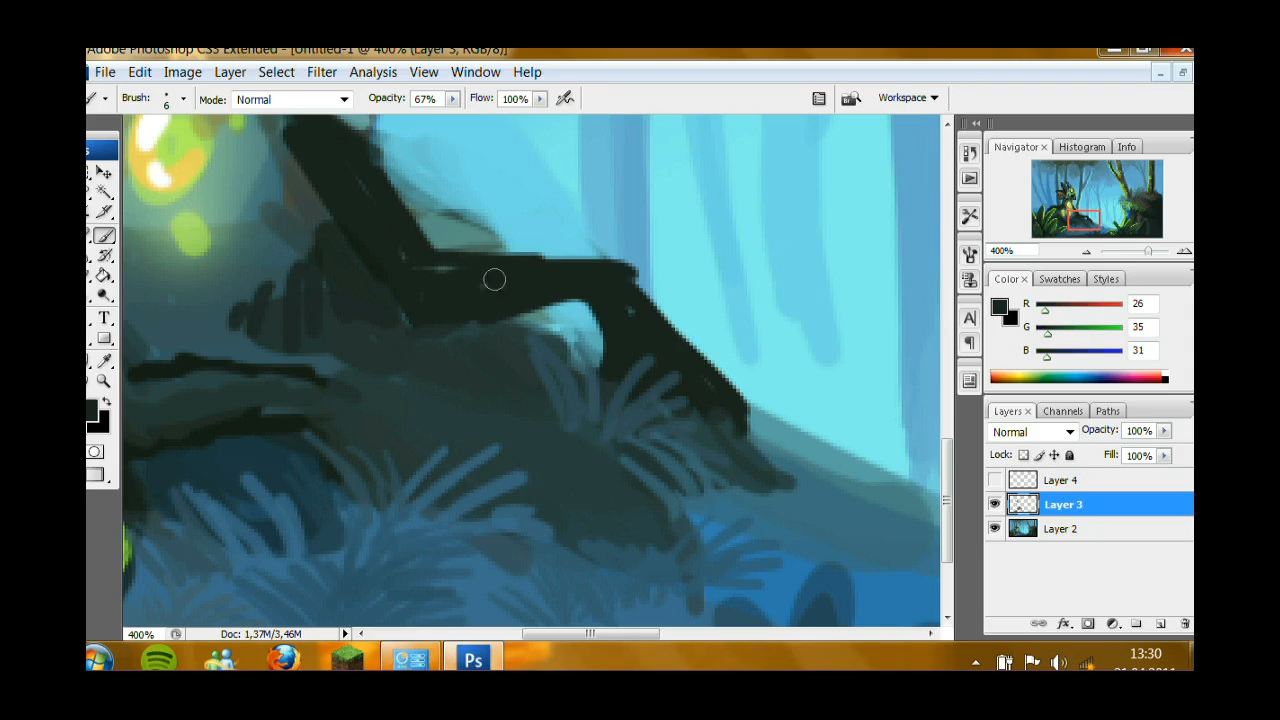 Adobe Photoshop CS3 Extended - [Untitled-1 @ 400% (Layer 3, RGB/8)]
File Edit Image Layer Select Filter Analysis View Window Help
Brush: 6 Mode: Normal Opacity: 67% Flow: 100% Workspace
Navigator Histogram Info
400%
Color Swatches Styles
R 26
G 35
B 31
Layers Channels Paths
Normal Opacity: 100%
Lock: Fill: 100%
Layer 4
Layer 3
Layer 2
400% Doc: 1,37M/3,46M
Ps
13:30